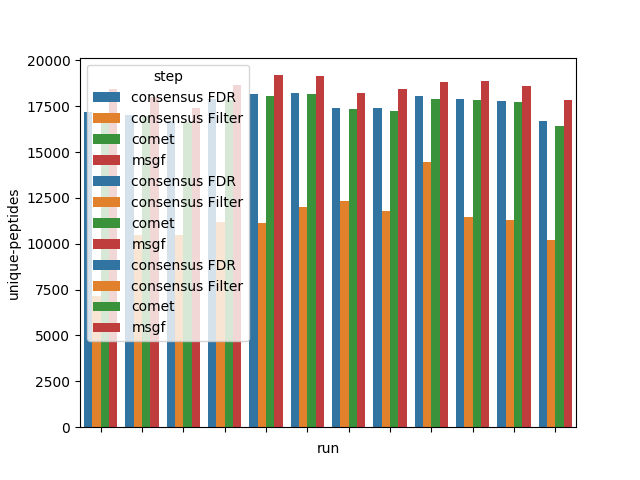 20000
17500
15000
12500
10000
7500
5000
2500
0
unique-peptides
step
consensus FDR
consensus Filter
comet
msgf
consensus FDR
consensus Filter
comet
msgf
consensus FDR
consensus Filter
comet
msgf
run